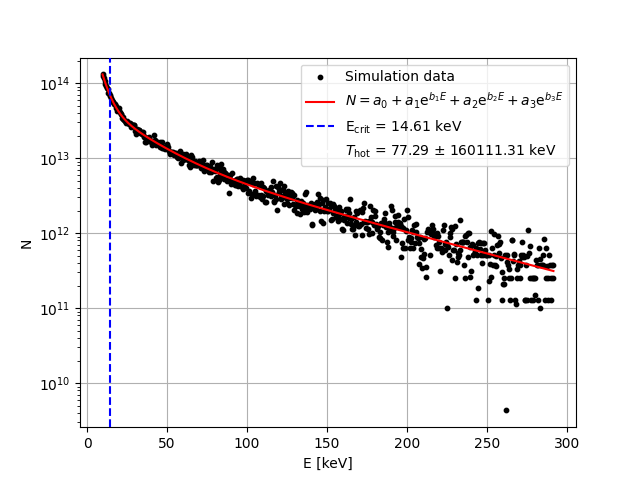 Simulation data
N = a₀ + a₁e^{b₁E} + a₂e^{b₂E} + a₃e^{b₃E}
E_crit = 14.61 keV
T_hot = 77.29 ± 160111.31 keV
10¹⁴
10¹³
10¹²
10¹¹
10¹⁰
N
0 50 100 150 200 250 300
E [keV]